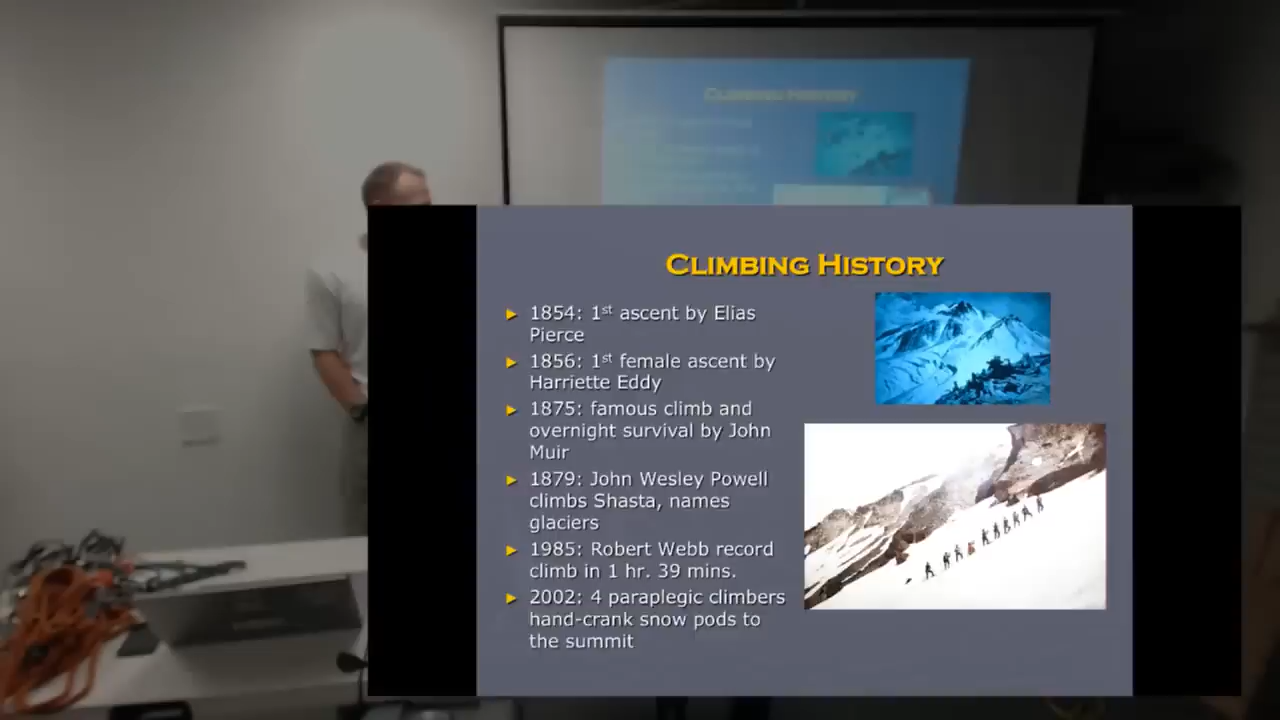 CLIMBING HISTORY
CLIMBING HISTORY
► 1854: 1st ascent by Elias
Pierce
► 1856: 1st female ascent by
Harriette Eddy
► 1875: famous climb and
overnight survival by John
Muir
► 1879: John Wesley Powell
climbs Shasta, names
glaciers
► 1985: Robert Webb record
climb in 1 hr. 39 mins.
► 2002: 4 paraplegic climbers
hand-crank snow pods to
the summit